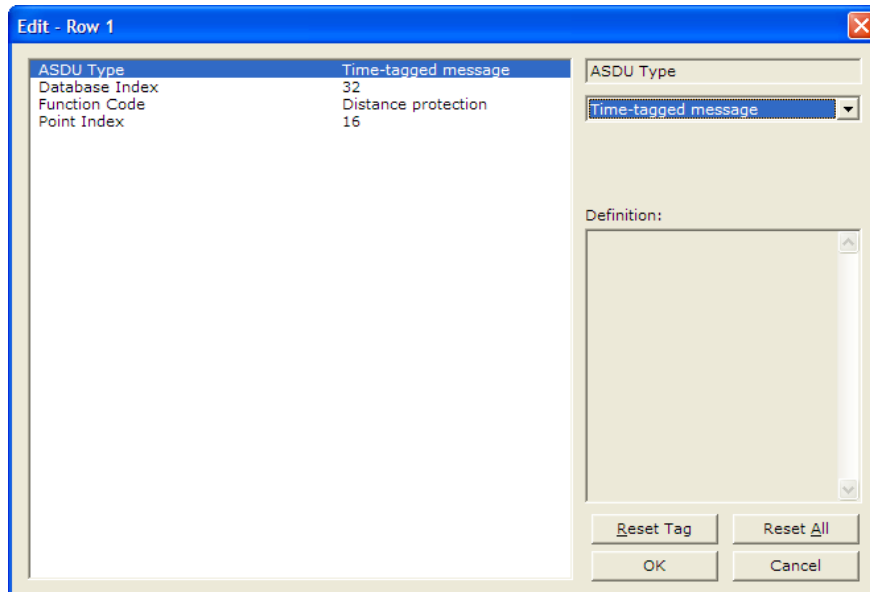 Edit - Row 1
ASDU Type Time-tagged message
Database Index 32
Function Code Distance protection
Point Index 16
ASDU Type
Time-tagged message
Definition:
Reset Tag Reset All
OK Cancel